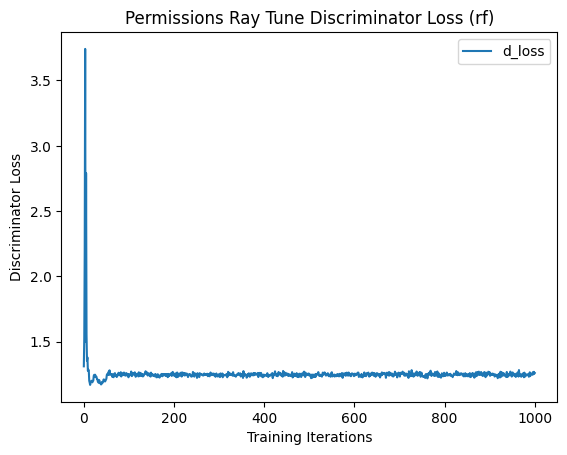 Permissions Ray Tune Discriminator Loss (rf)
d_loss
3.5
3.0
2.5
2.0
1.5
Discriminator Loss
0
200
400
600
800
1000
Training Iterations